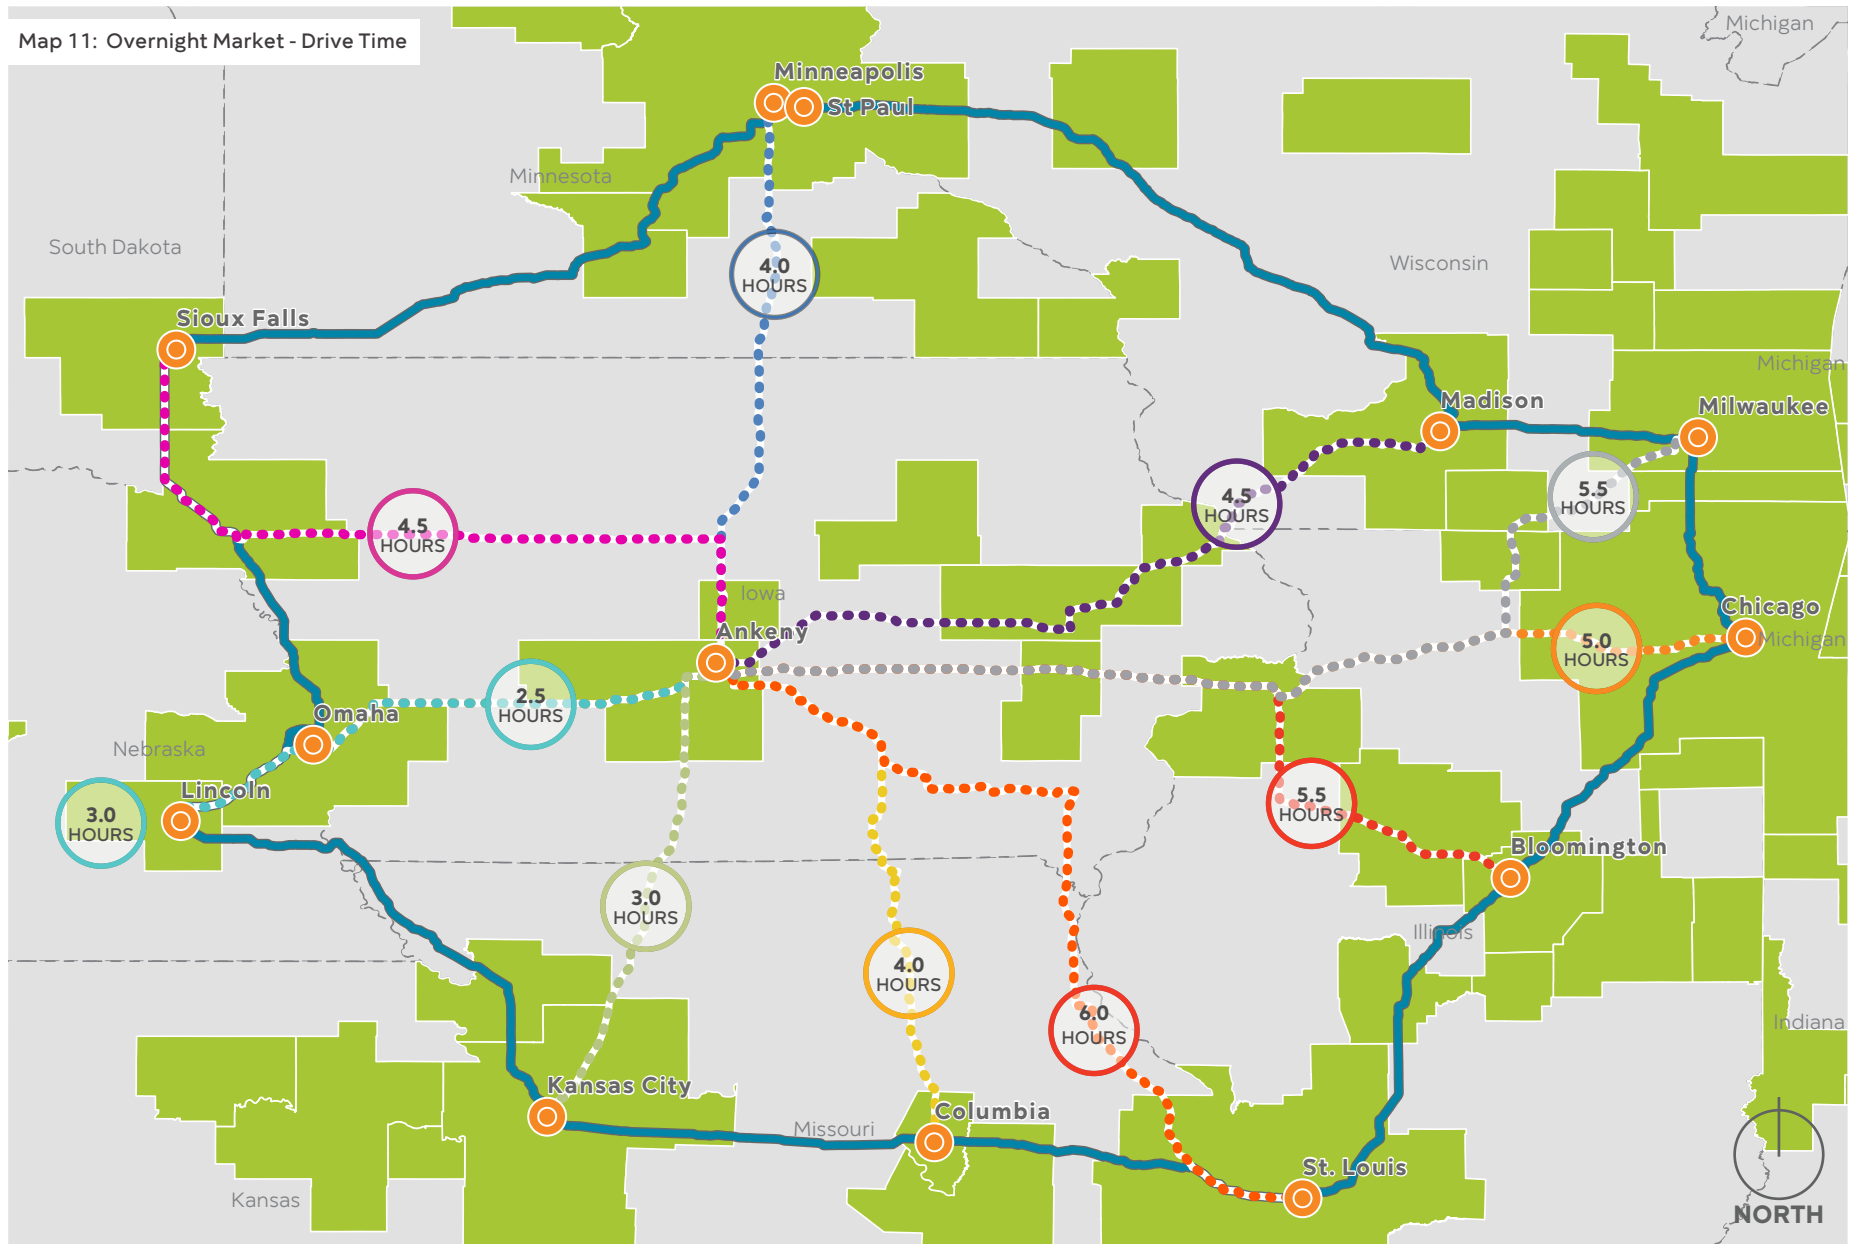 Michigan
Map 11: Overnight Market - Drive Time
Minneapolis
St Paul
Minnesota
South Dakota
Wisconsin
4.0
HOURS
Sioux Falls
Michigan
Madison
Milwaukee
4.5
HOURS
4.5
HOURS
5.5
HOURS
Iowa
Ankeny
Chicago
Michigan
5.0
HOURS
2.5
HOURS
Omaha
Nebraska
Lincoln
3.0
HOURS
5.5
HOURS
Bloomington
3.0
HOURS
Illinois
4.0
HOURS
6.0
HOURS
Indiana
Kansas City
Columbia
Missouri
St. Louis
Kansas
NORTH